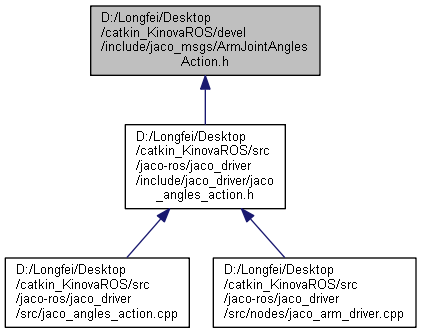 D:/Longfei/Desktop
/catkin_KinovaROS/devel
/include/jaco_msgs/ArmJointAngles
Action.h
D:/Longfei/Desktop
/catkin_KinovaROS/src
/jaco-ros/jaco_driver
/include/jaco_driver/jaco
_angles_action.h
D:/Longfei/Desktop
/catkin_KinovaROS/src
/jaco-ros/jaco_driver
/src/jaco_angles_action.cpp
D:/Longfei/Desktop
/catkin_KinovaROS/src
/jaco-ros/jaco_driver
/src/nodes/jaco_arm_driver.cpp